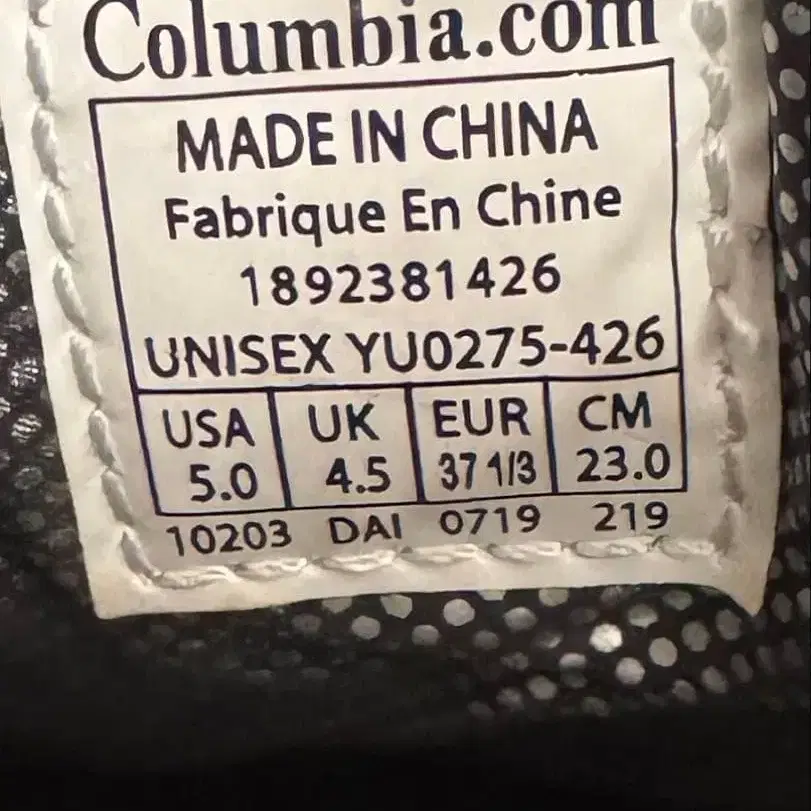 Columbia.com
MADE IN CHINA
Fabrique En Chine
1892381426
UNISEX YU0275-426
USA UK EUR CM
5.0 4.5 37 1/3 23.0
10203 DAI 0719 219